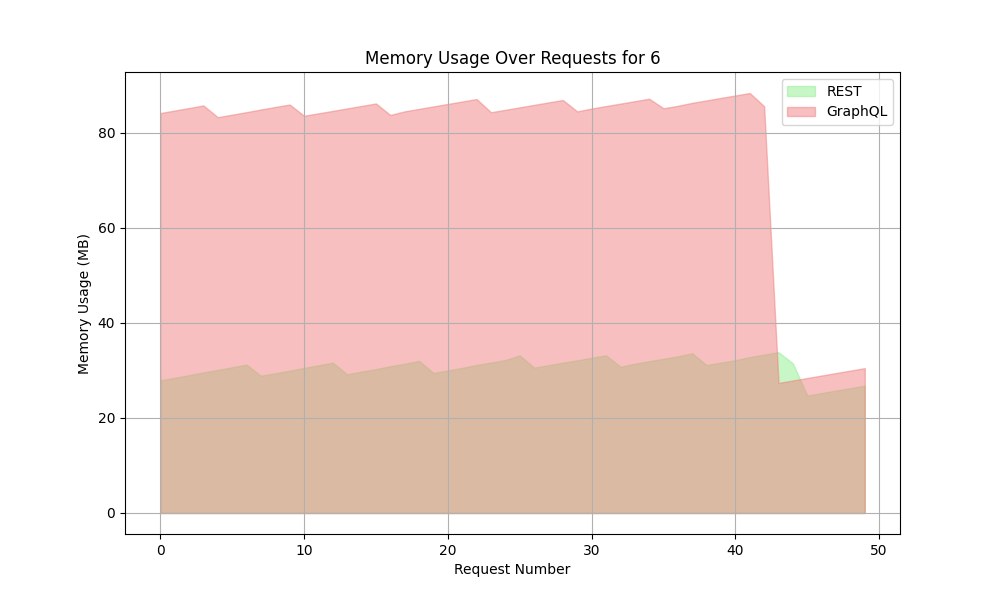 Memory Usage Over Requests for 6
REST
GraphQL
Memory Usage (MB)
80
60
40
20
0
0 10 20 30 40 50
Request Number